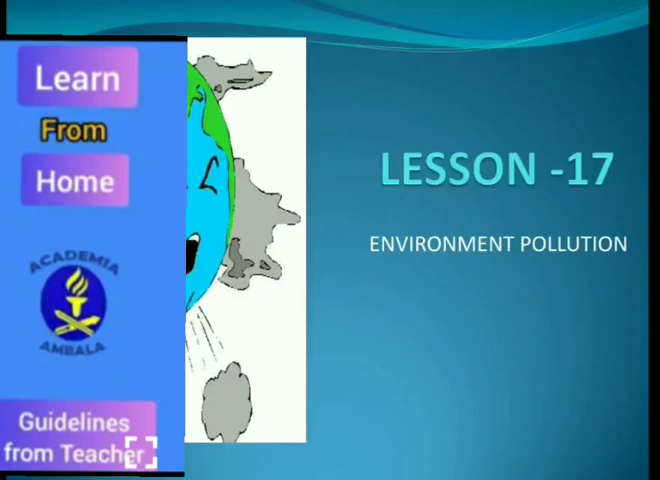 Learn
From
Home
ACADEMIA
AMBALA
Guidelines
from Teacher
LESSON -17
ENVIRONMENT POLLUTION